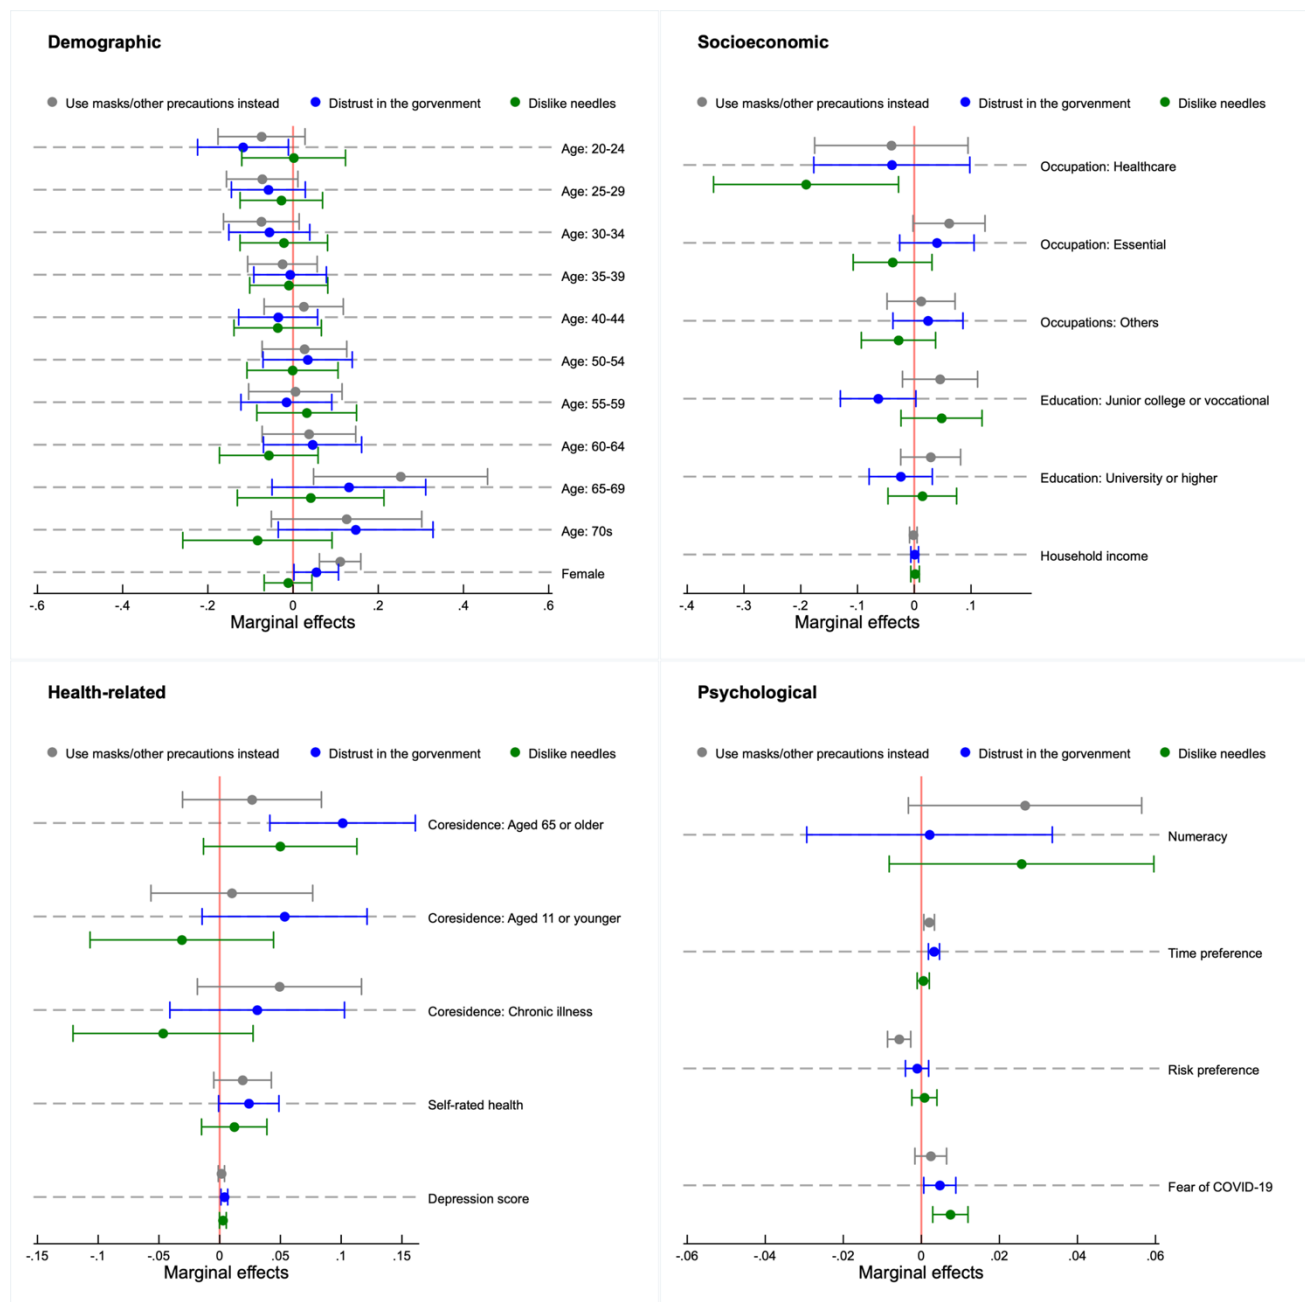 Demographic
Use masks/other precautions instead Distrust in the gorvenment Dislike needles
Age: 20-24
Age: 25-29
Age: 30-34
Age: 35-39
Age: 40-44
Age: 50-54
Age: 55-59
Age: 60-64
Age: 65-69
Age: 70s
Female
-.6 -.4 -.2 0 .2 .4 .6
Marginal effects
Socioeconomic
Use masks/other precautions instead Distrust in the gorvenment Dislike needles
Occupation: Healthcare
Occupation: Essential
Occupations: Others
Education: Junior college or voccational
Education: University or higher
Household income
-.4 -.3 -.2 -.1 0 .1
Marginal effects
Health-related
Use masks/other precautions instead Distrust in the gorvenment Dislike needles
Coresidence: Aged 65 or older
Coresidence: Aged 11 or younger
Coresidence: Chronic illness
Self-rated health
Depression score
-.15 -.1 -.05 0 .05 .1 .15
Marginal effects
Psychological
Use masks/other precautions instead Distrust in the gorvenment Dislike needles
Numeracy
Time preference
Risk preference
Fear of COVID-19
-.06 -.04 -.02 0 .02 .04 .06
Marginal effects